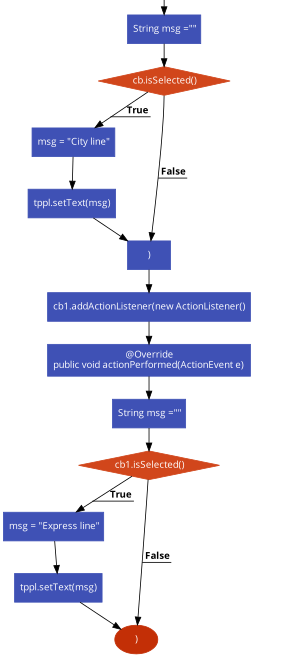 String msg =""
cb.isSelected()
True
msg = "City line"
False
tppl.setText(msg)
)
cb1.addActionListener(new ActionListener()
@Override
public void actionPerformed(ActionEvent e)
String msg =""
cb1.isSelected()
True
msg = "Express line"
False
tppl.setText(msg)
)